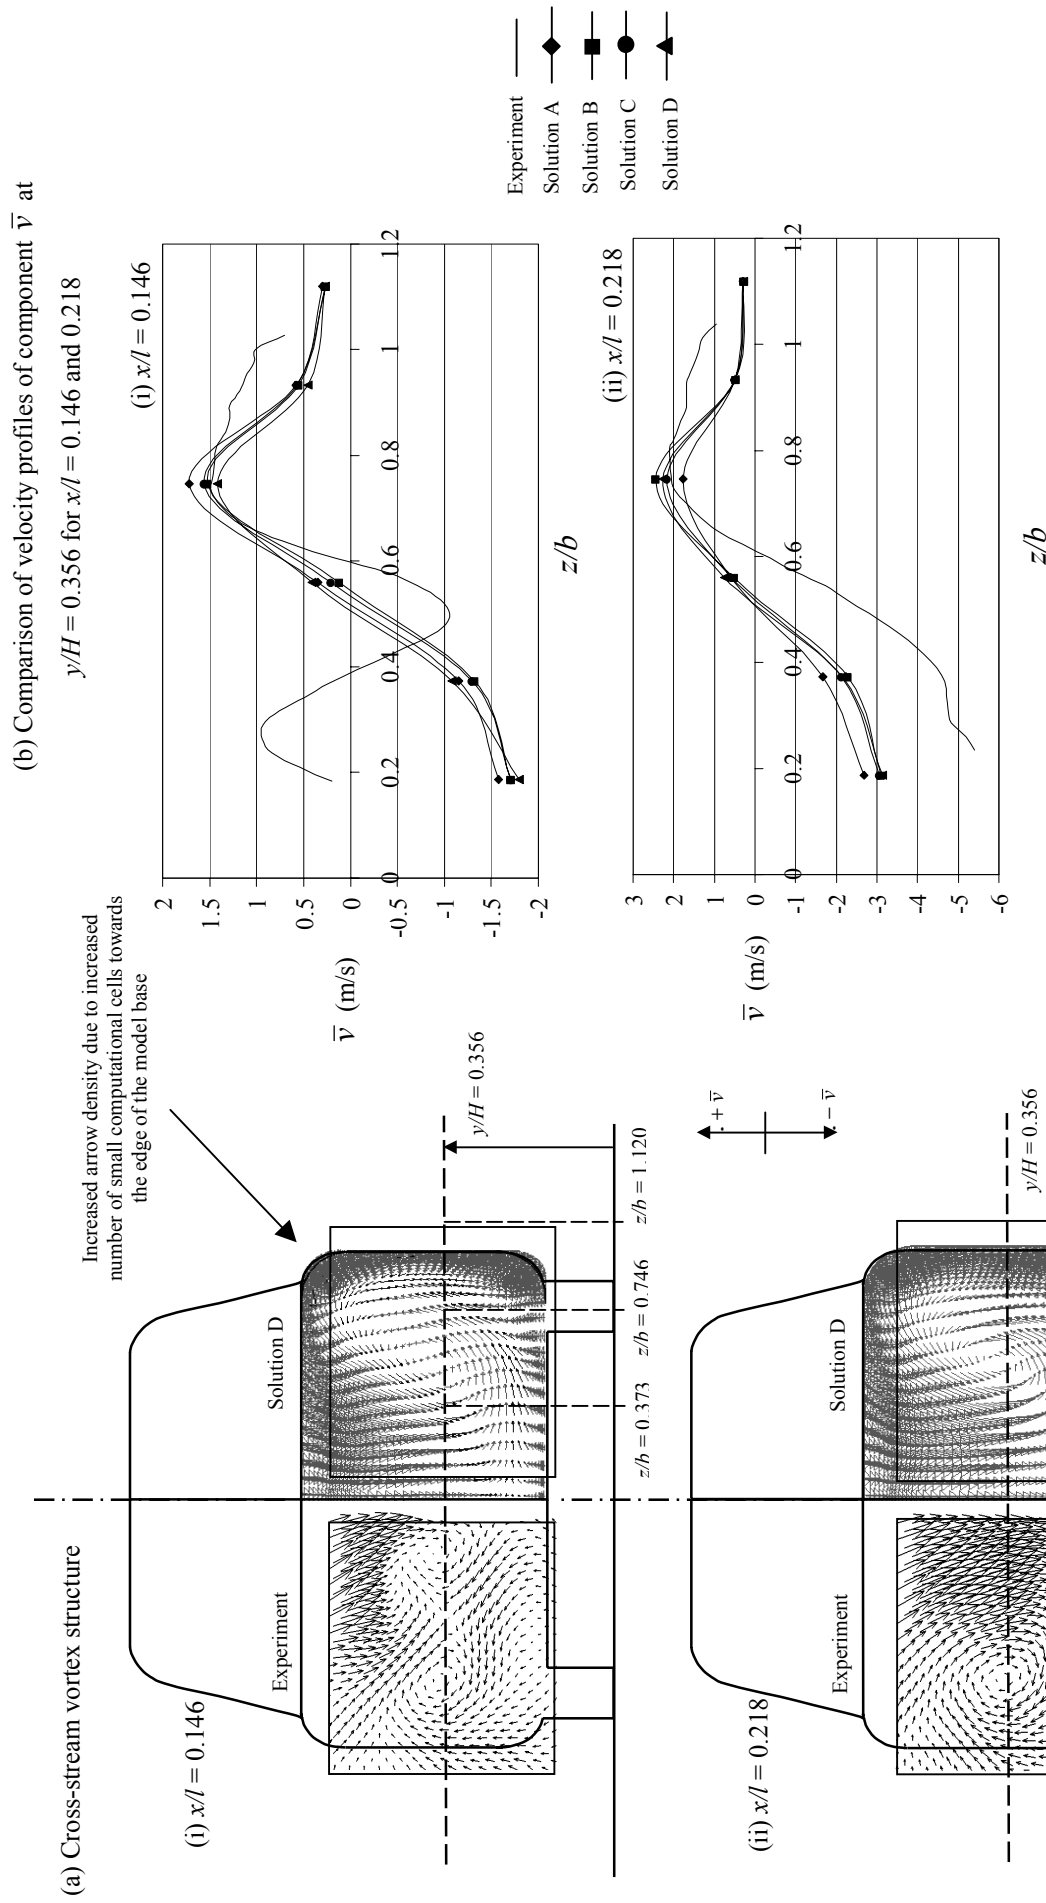 (a) Cross-stream vortex structure
(i) x/l = 0.146
Experiment
Solution D
Increased arrow density due to increased
number of small computational cells towards
the edge of the model base
y/H = 0.356
z/b = 0.373
z/b = 0.746
z/b = 1.120
(ii) x/l = 0.218
Experiment
Solution D
+ v̅
- v̅
y/H = 0.356
(b) Comparison of velocity profiles of component v̅ at
y/H = 0.356 for x/l = 0.146 and 0.218
(i) x/l = 0.146
2
1.5
1
0.5
0
-0.5
-1
-1.5
-2
0
0.2
0.4
0.6
0.8
1
1.2
v̅ (m/s)
z/b
(ii) x/l = 0.218
3
2
1
0
-1
-2
-3
-4
-5
-6
0
0.2
0.4
0.6
0.8
1
1.2
v̅ (m/s)
z/b
Experiment
Solution A
Solution B
Solution C
Solution D